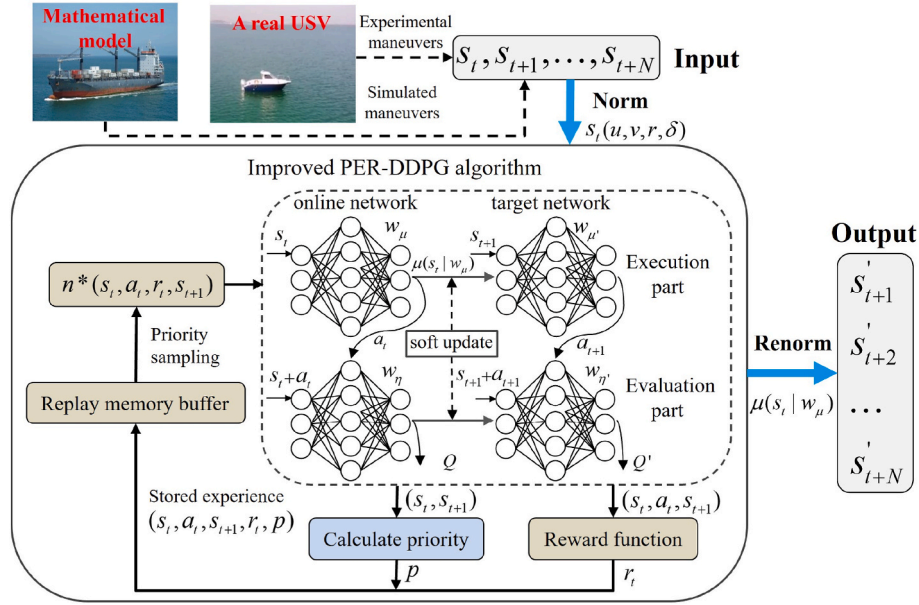 Mathematical
model
A real USV
Experimental
maneuvers
Simulated
maneuvers
s_t, s_{t+1}, ..., s_{t+N}
Input
Norm
s_t(u, v, r, δ)
Improved PER-DDPG algorithm
online network
target network
s_t
w_μ
μ(s_t | w_μ)
s_{t+1}
w_{μ'}
Execution
part
n*(s_t, a_t, r_t, s_{t+1})
Priority
sampling
Replay memory buffer
a_t
soft update
a_{t+1}
s_t+a_t
w_η
s_{t+1}+a_{t+1}
w_{η'}
Evaluation
part
Q
Q'
Stored experience
(s_t, a_t, s_{t+1}, r_t, p)
(s_t, s_{t+1})
(s_t, a_t, s_{t+1})
Calculate priority
Reward function
p
r_t
Renorm
μ(s_t | w_μ)
Output
s'_{t+1}
s'_{t+2}
...
s'_{t+N}